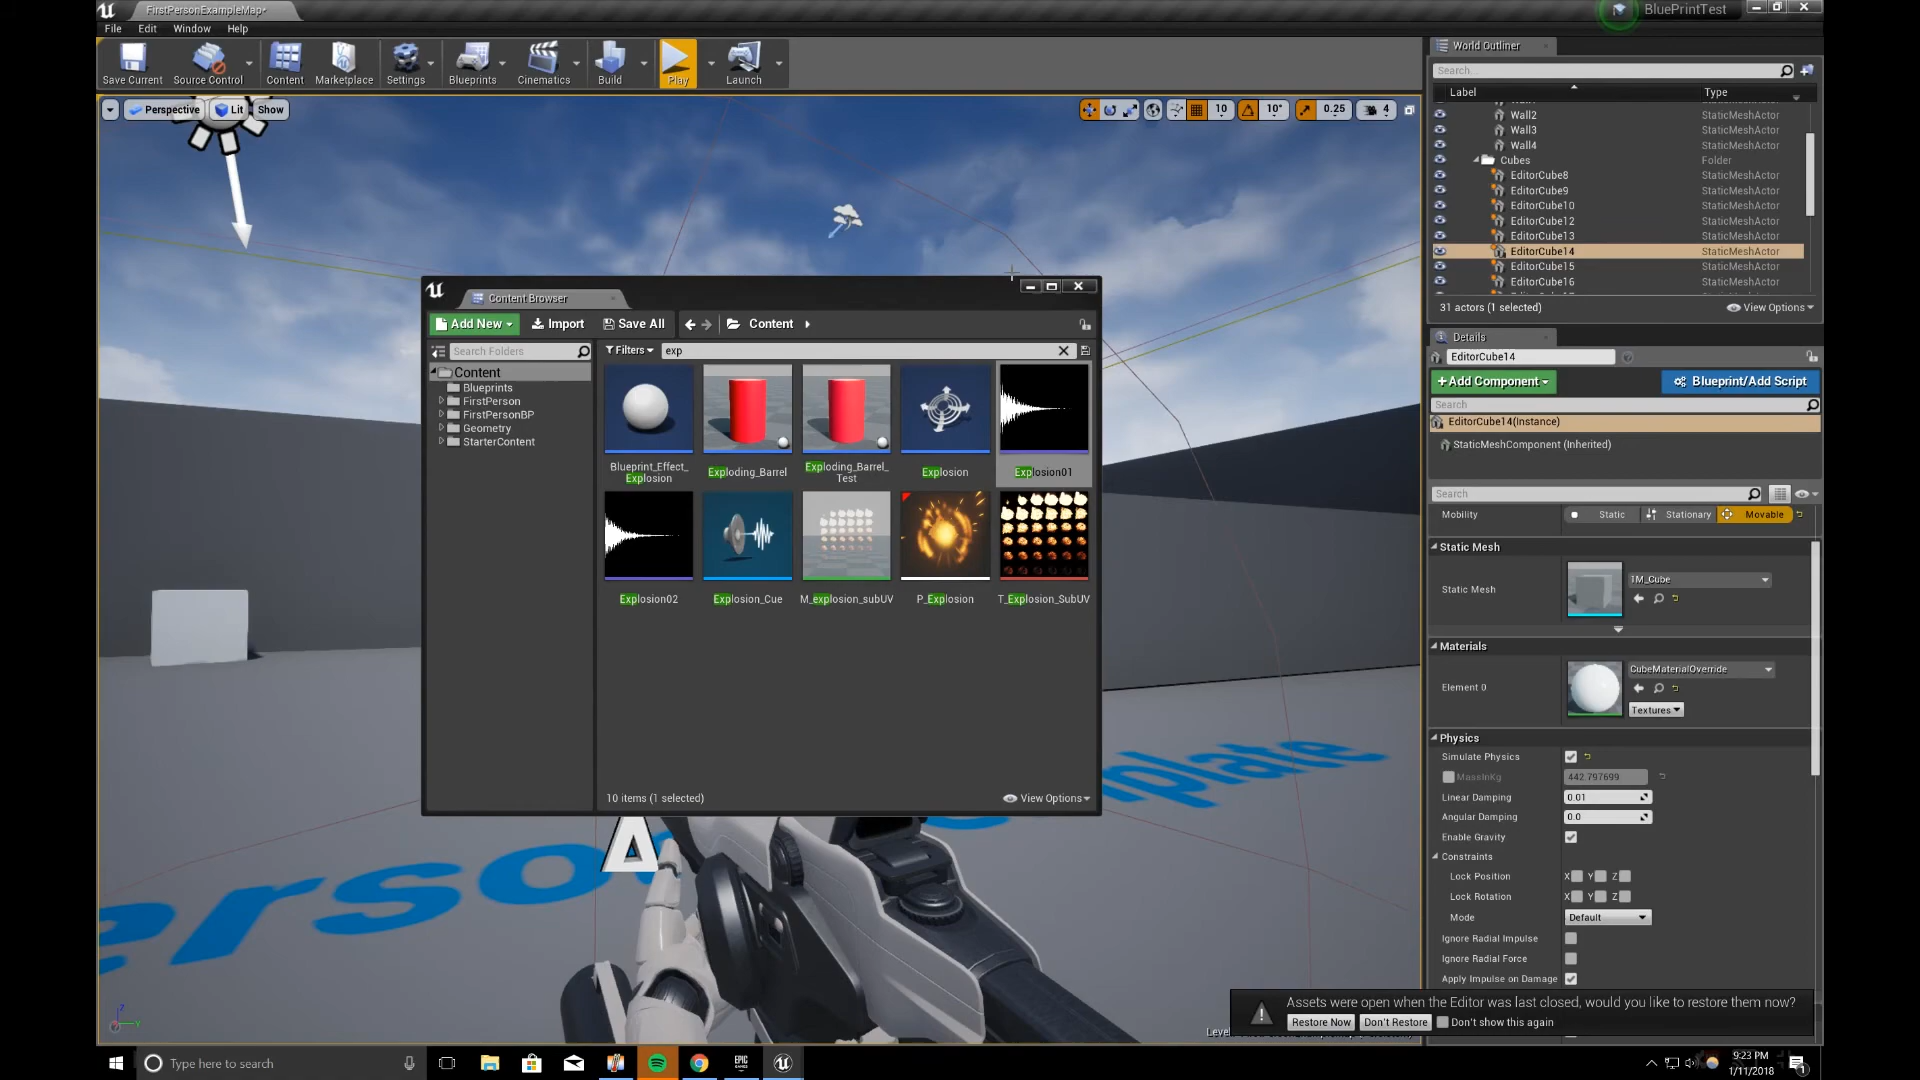 FirstPersonExampleMap*
BluePrintTest
File Edit Window Help
Save Current
Source Control
Content
Marketplace
Settings
Blueprints
Cinematics
Build
Play
Launch
Perspective Lit Show
10 10° 0.25 4
World Outliner
Search...
Label Type
Wall2 StaticMeshActor
Wall3 StaticMeshActor
Wall4 StaticMeshActor
Cubes Folder
EditorCube8 StaticMeshActor
EditorCube9 StaticMeshActor
EditorCube10 StaticMeshActor
EditorCube12 StaticMeshActor
EditorCube13 StaticMeshActor
EditorCube14 StaticMeshActor
EditorCube15 StaticMeshActor
EditorCube16 StaticMeshActor
31 actors (1 selected) View Options
Content Browser
Add New Import Save All Content
Search Folders Filters exp
Content
Blueprints
FirstPerson
FirstPersonBP
Geometry
StarterContent
Blueprint_Effect_
Explosion
Exploding_Barrel
Exploding_Barrel_
Test
Explosion
Explosion01
Explosion02
Explosion_Cue
M_explosion_subUV
P_Explosion
T_Explosion_SubUV
10 items (1 selected) View Options
Details
EditorCube14
+Add Component Blueprint/Add Script
Search
EditorCube14(Instance)
StaticMeshComponent (Inherited)
Search
Mobility Static Stationary Movable
Static Mesh
Static Mesh 1M_Cube
Materials
Element 0 CubeMaterialOverride
Textures
Physics
Simulate Physics
MassInKg 442.797699
Linear Damping 0.01
Angular Damping 0.0
Enable Gravity
Constraints
Lock Position X Y Z
Lock Rotation X Y Z
Mode Default
Ignore Radial Impulse
Ignore Radial Force
Apply Impulse on Damage
Assets were open when the Editor was last closed, would you like to restore them now?
Restore Now Don't Restore Don't show this again
Type here to search
EPIC
GAMES
9:23 PM
1/11/2018